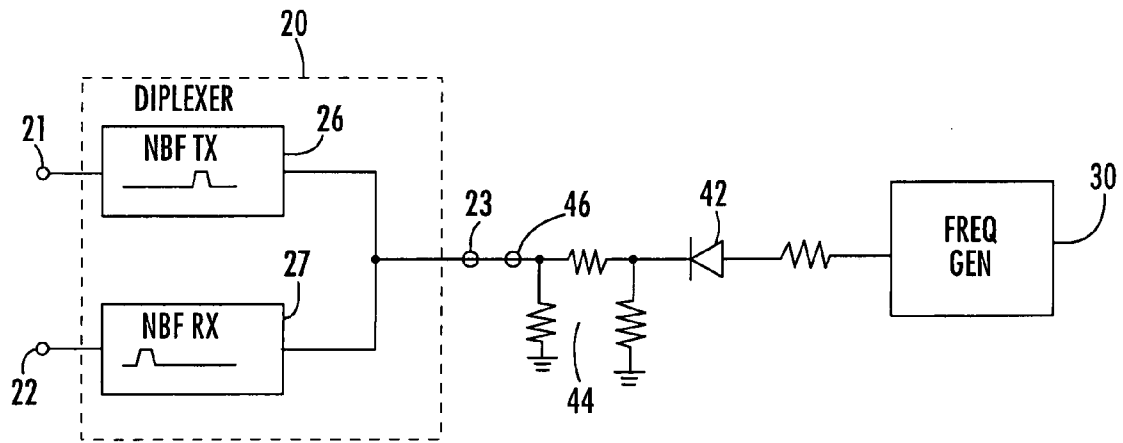 20
DIPLEXER
21
NBF TX
26
23
46
42
30
FREQ
GEN
27
NBF RX
22
44